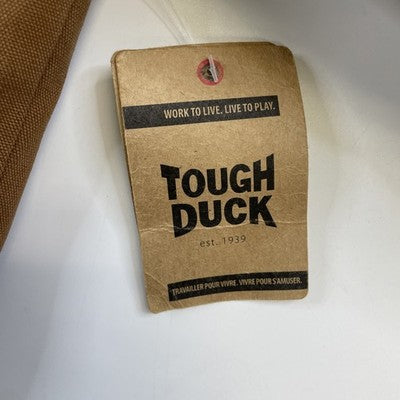 WORK TO LIVE. LIVE TO PLAY.
TOUGH
DUCK
est. 1939
TRAVAILLER POUR VIVRE. VIVRE POUR S'AMUSER.